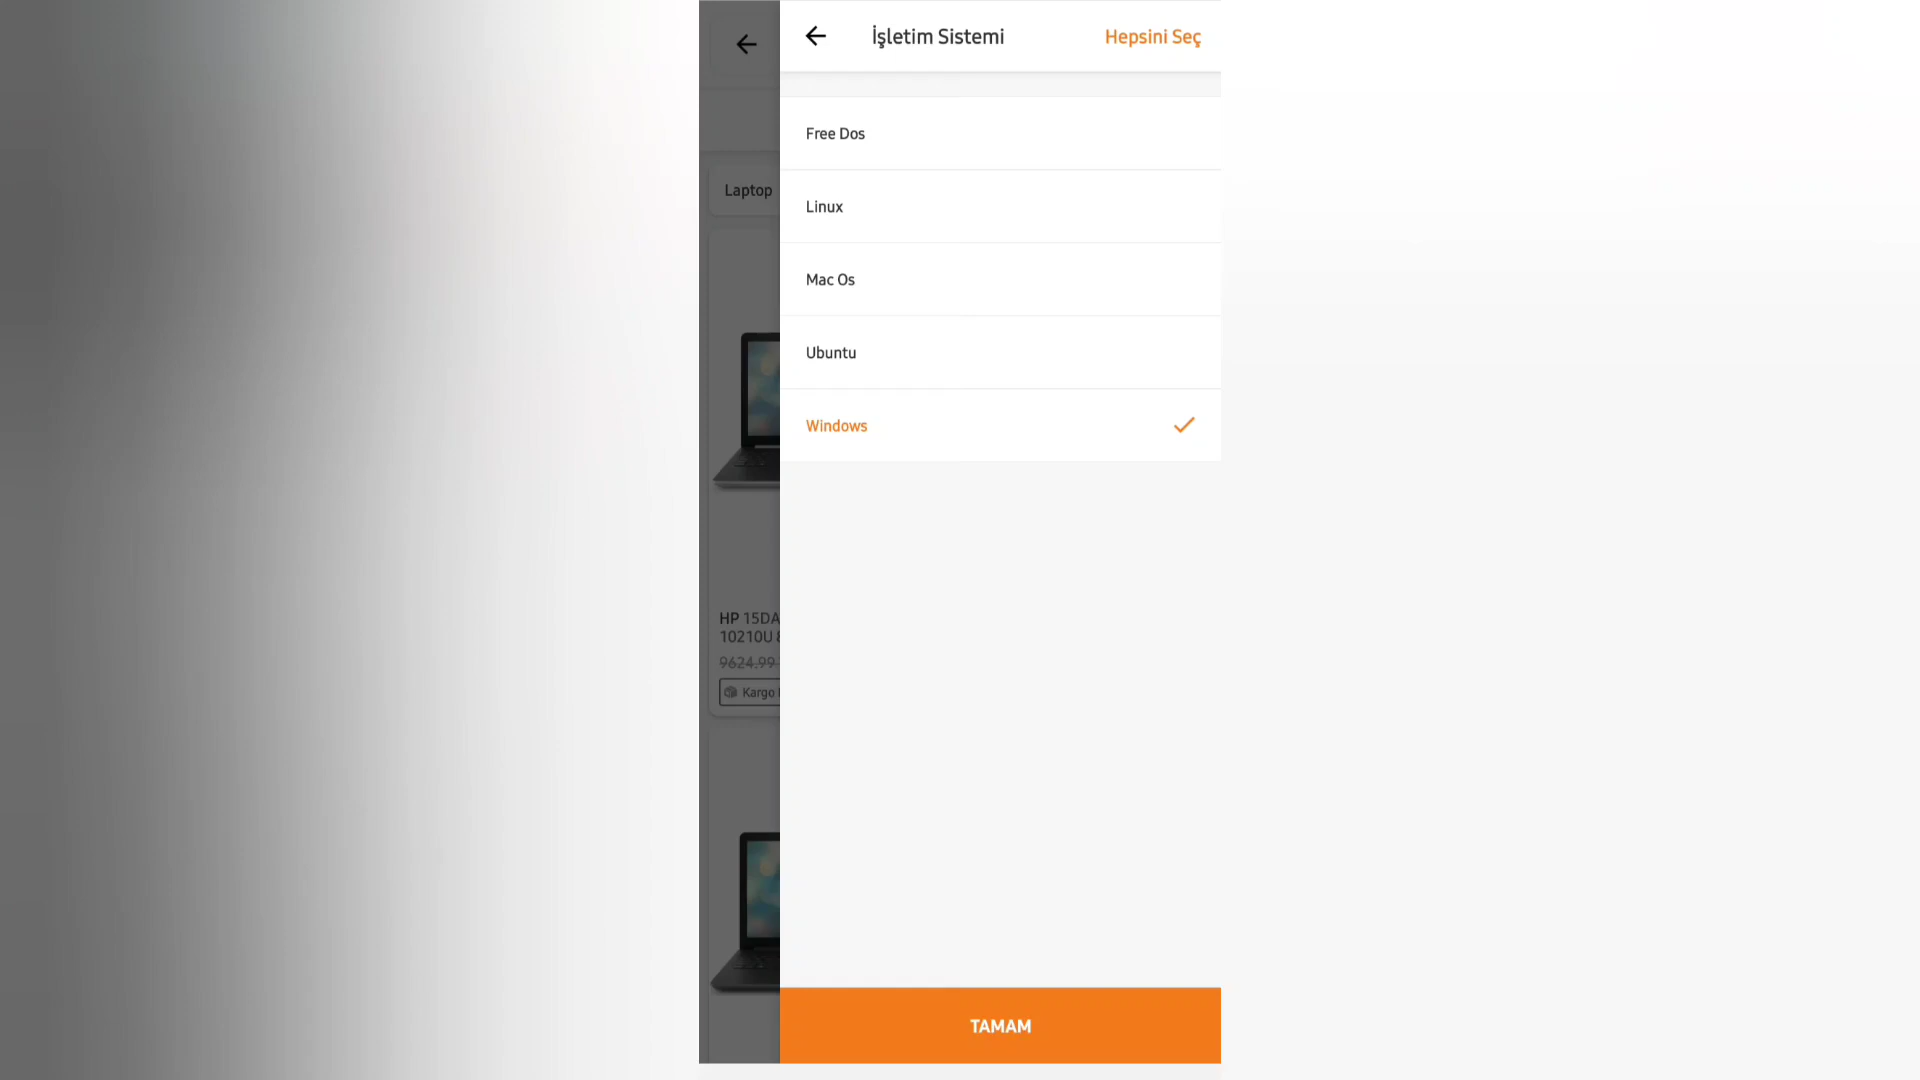 İşletim Sistemi
Hepsini Seç
Free Dos
Linux
Mac Os
Ubuntu
Windows
TAMAM
Laptop
HP 15DA
10210U
9624.99
Kargo